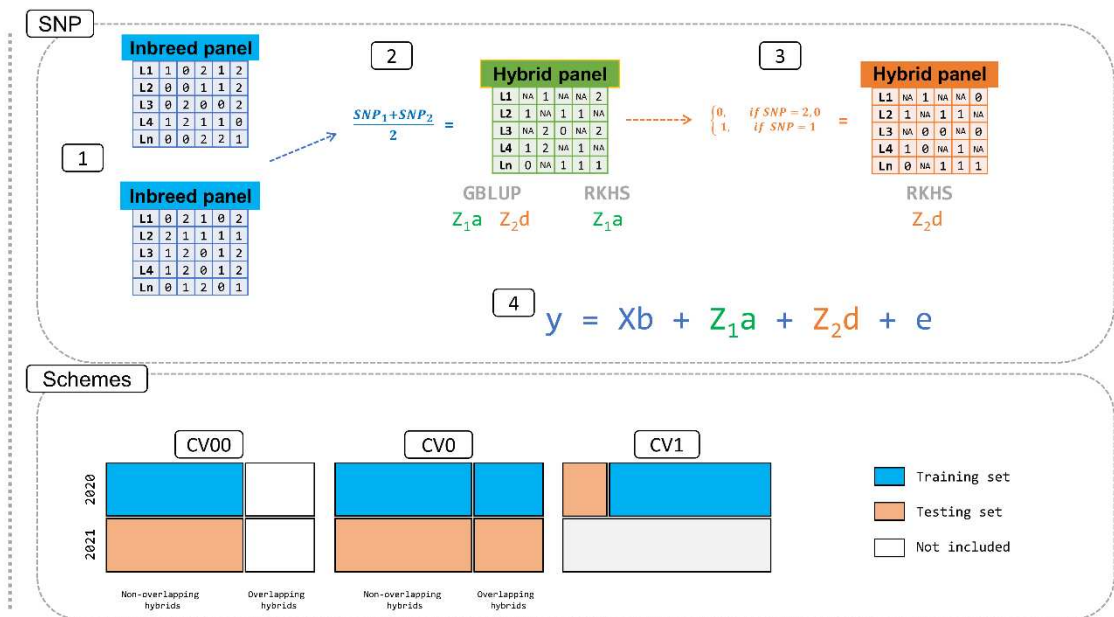 SNP
Inbreed panel
L1 1 0 2 1 2
L2 0 0 1 1 2
L3 0 2 0 0 2
L4 1 2 1 1 0
Ln 0 0 2 2 1
1
Inbreed panel
L1 0 2 1 0 2
L2 2 1 1 1 1
L3 1 2 0 1 2
L4 1 2 0 1 2
Ln 0 1 2 0 1
2
SNP₁+SNP₂
2
=
Hybrid panel
L1 NA 1 NA NA 2
L2 1 NA 1 1 NA
L3 NA 2 0 NA 2
L4 1 2 NA 1 NA
Ln 0 NA 1 1 1
GBLUP RKHS
Z₁a Z₂d Z₁a
3
{0, if SNP = 2,0
{1, if SNP = 1
=
Hybrid panel
L1 NA 1 NA NA 0
L2 1 NA 1 1 NA
L3 NA 0 0 NA 0
L4 1 0 NA 1 NA
Ln 0 NA 1 1 1
RKHS
Z₂d
4
y = Xb + Z₁a + Z₂d + e
Schemes
CV00 CV0 CV1
2020
2021
Non-overlapping hybrids
Overlapping hybrids
Non-overlapping hybrids
Overlapping hybrids
Training set
Testing set
Not included